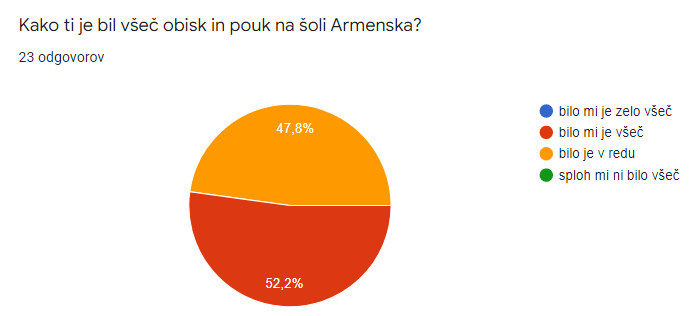 Kako ti je bil všeč obisk in pouk na šoli Armenska?
23 odgovorov
47,8%
52,2%
bilo mi je zelo všeč
bilo mi je všeč
bilo je v redu
sploh mi ni bilo všeč